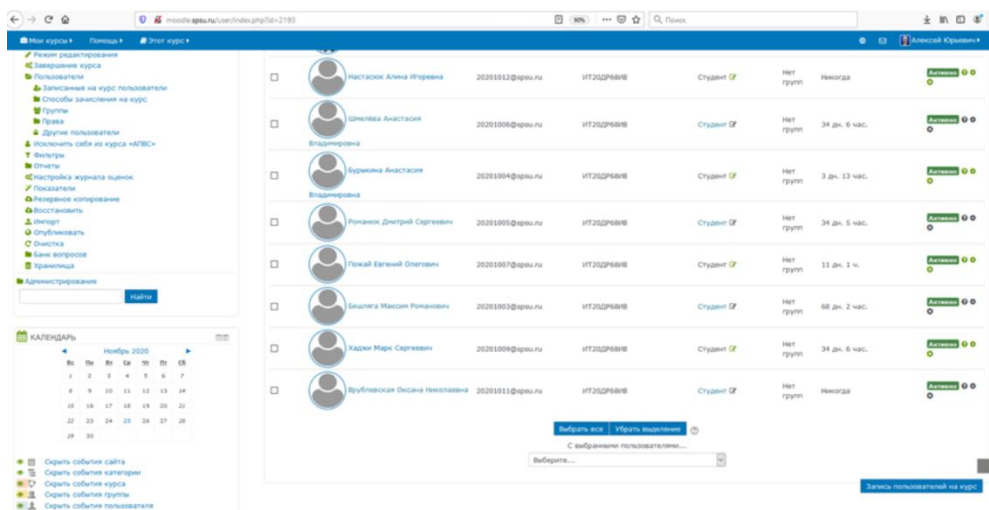 moodle.spsu.ru/user/index.php?id=2193
90%
Поиск
Мои курсы
Помощь
Этот курс
Алексей Юрьевич
Режим редактирования
Завершение курса
Пользователи
Записанные на курс пользователи
Способы зачисления на курс
Группы
Права
Другие пользователи
Исключить себя из курса «АПВС»
Фильтры
Отчеты
Настройка журнала оценок
Показатели
Резервное копирование
Восстановить
Импорт
Опубликовать
Очистка
Банк вопросов
Хранилища
Администрирование
Найти
КАЛЕНДАРЬ
Ноябрь 2020
Вс Пн Вт Ср Чт Пт Сб
1 2 3 4 5 6 7
8 9 10 11 12 13 14
15 16 17 18 19 20 21
22 23 24 25 26 27 28
29 30
Скрыть события сайта
Скрыть события категории
Скрыть события курса
Скрыть события группы
Скрыть события пользователя
Настасюк Алина Игоревна 20201012@spsu.ru ИТ20ДР68ИВ Студент Нет групп Никогда Активно
Шмелёва Анастасия Владимировна 20201006@spsu.ru ИТ20ДР68ИВ Студент Нет групп 34 дн. 6 час. Активно
Бурыкина Анастасия Владимировна 20201004@spsu.ru ИТ20ДР68ИВ Студент Нет групп 3 дн. 13 час. Активно
Романюк Дмитрий Сергеевич 20201005@spsu.ru ИТ20ДР68ИВ Студент Нет групп 34 дн. 5 час. Активно
Пожай Евгений Олегович 20201007@spsu.ru ИТ20ДР68ИВ Студент Нет групп 11 дн. 1 ч. Активно
Бешляга Максим Романович 20201003@spsu.ru ИТ20ДР68ИВ Студент Нет групп 68 дн. 2 час. Активно
Хаджи Марк Сергеевич 20201009@spsu.ru ИТ20ДР68ИВ Студент Нет групп 34 дн. 6 час. Активно
Врублевская Оксана Николаевна 20201011@spsu.ru ИТ20ДР68ИВ Студент Нет групп Никогда Активно
Выбрать все
Убрать выделение
С выбранными пользователями...
Выберите...
Запись пользователей на курс